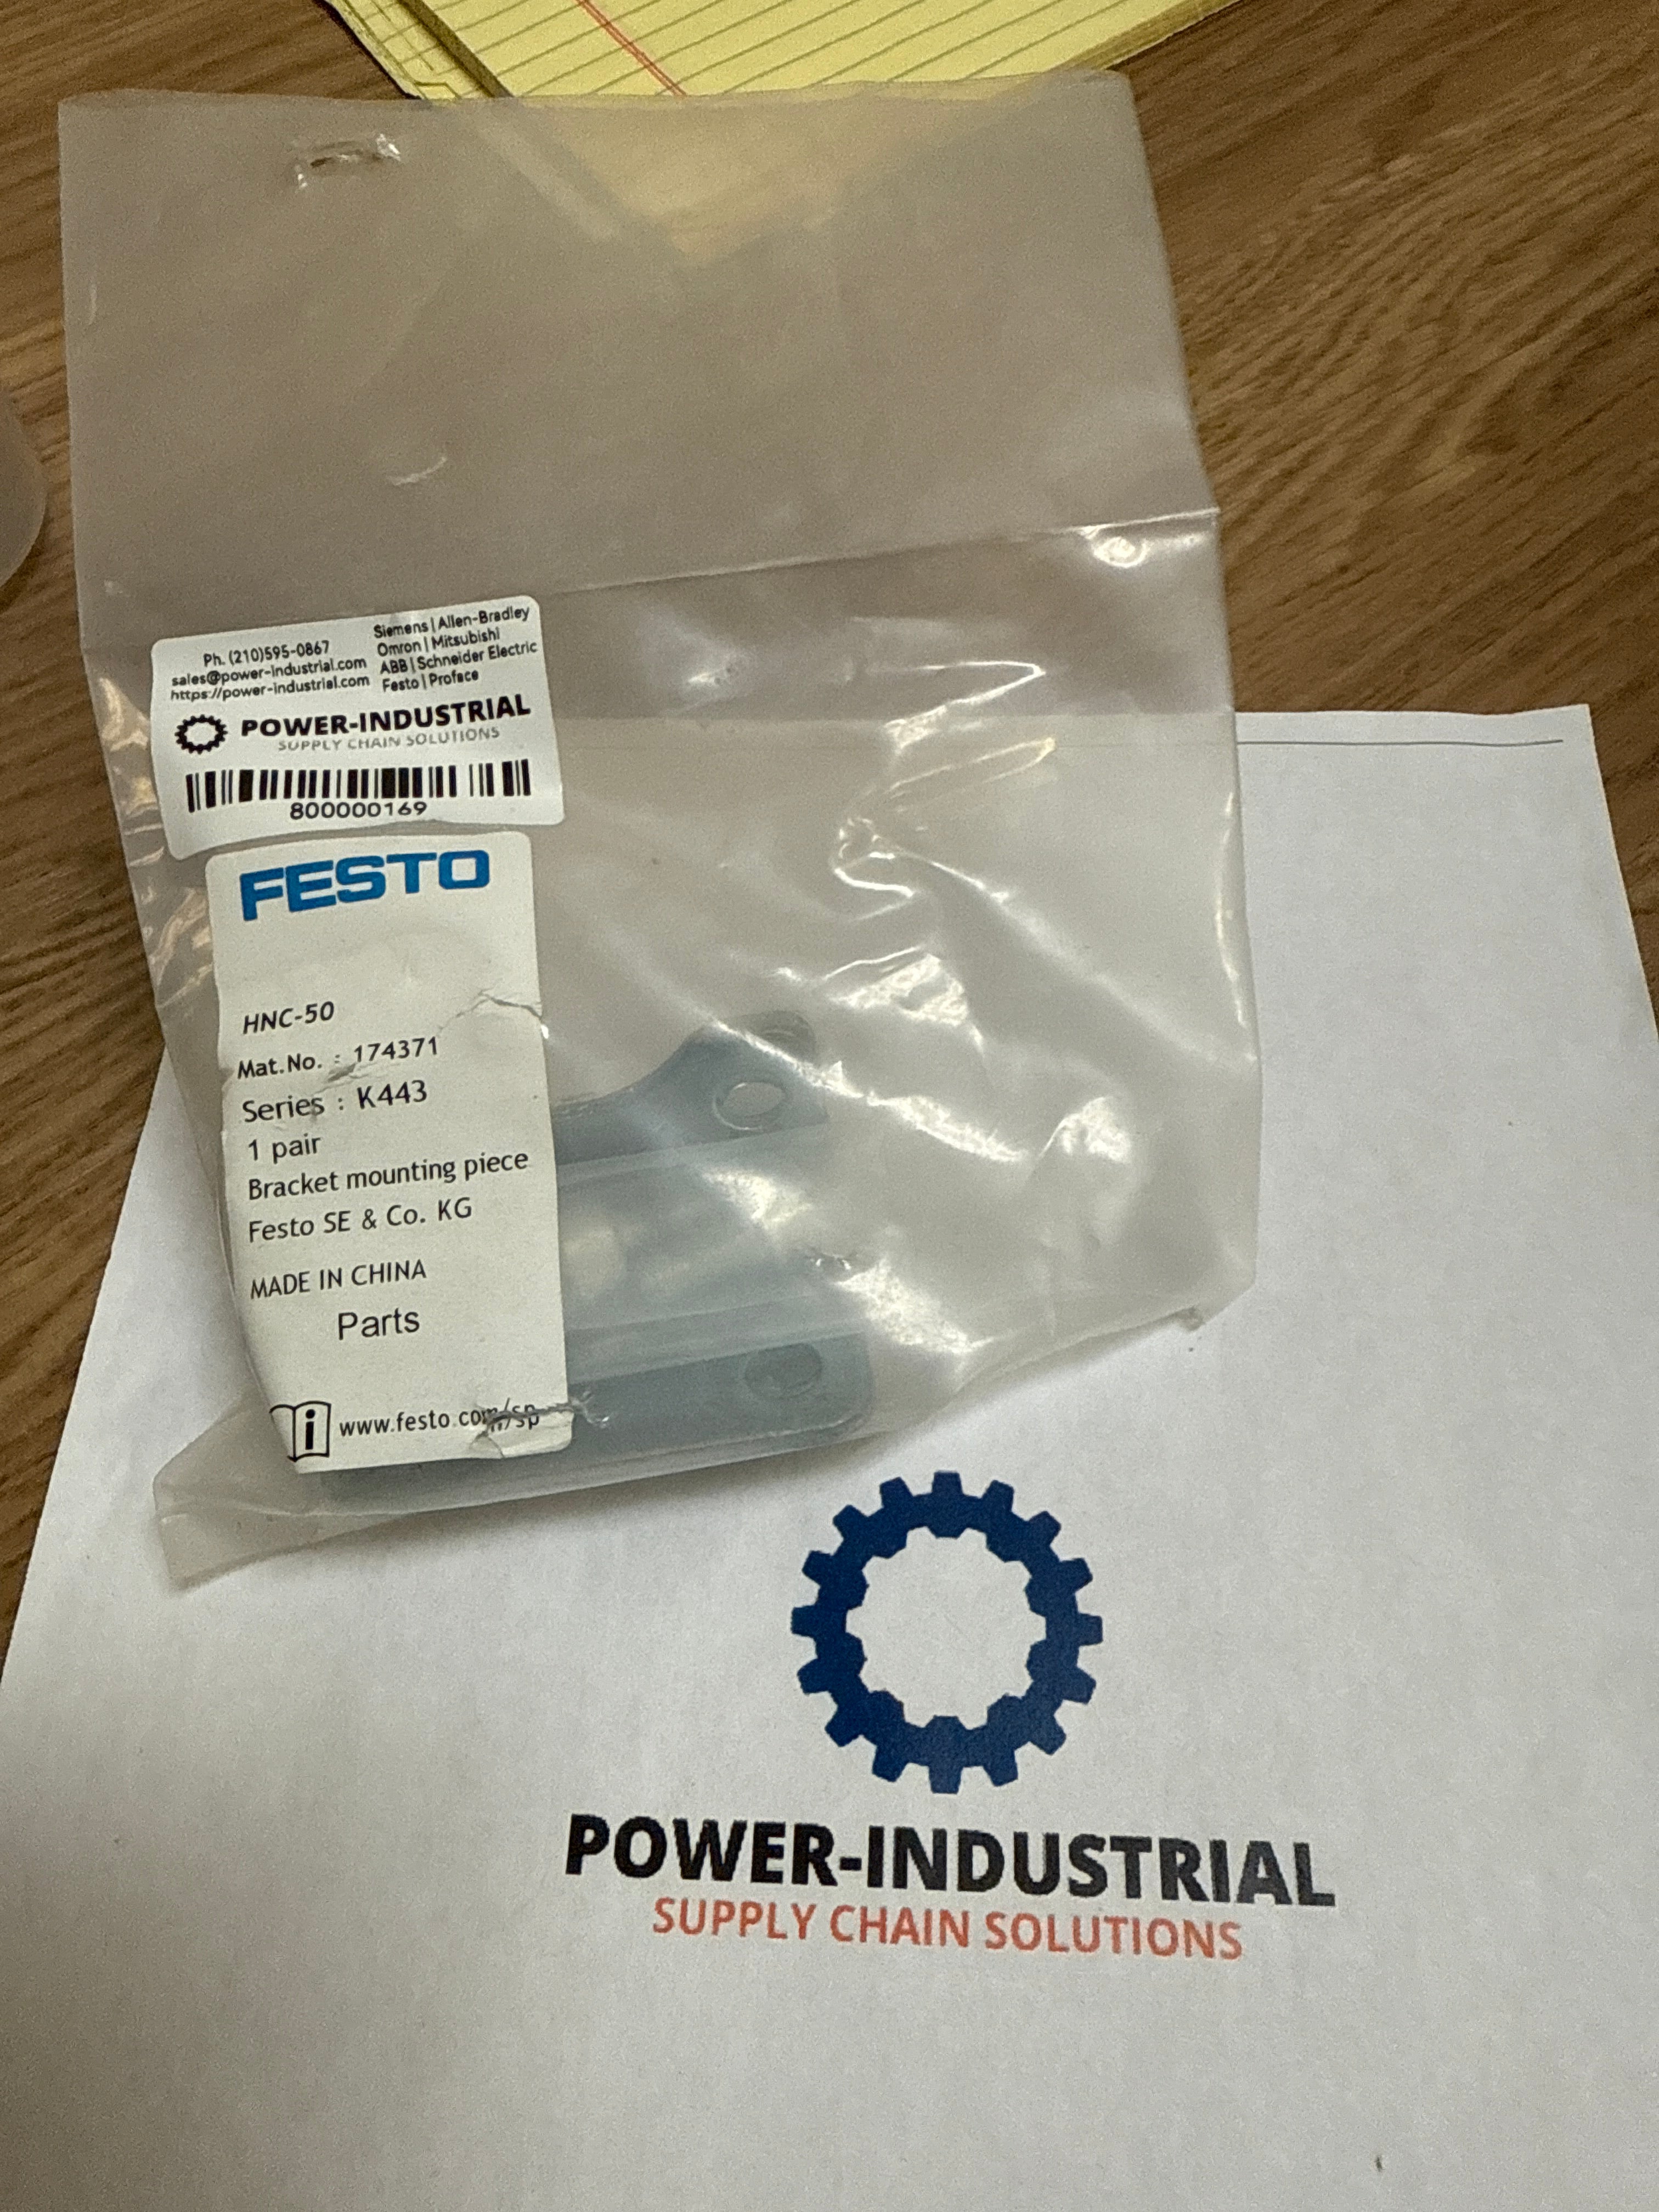 Ph. (210)595-0867
sales@power-industrial.com
https://power-industrial.com
Siemens | Allen-Bradley
Omron | Mitsubishi
ABB | Schneider Electric
Festo | Proface
POWER-INDUSTRIAL
SUPPLY CHAIN SOLUTIONS
800000169
FESTO
HNC-50
Mat.No. : 174371
Series : K443
1 pair
Bracket mounting piece
Festo SE & Co. KG
MADE IN CHINA
Parts
i www.festo.com/sp
POWER-INDUSTRIAL
SUPPLY CHAIN SOLUTIONS